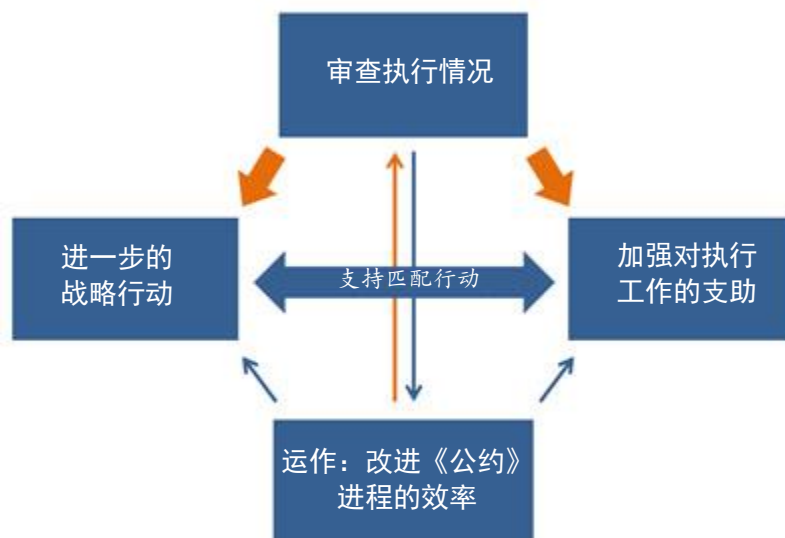 审查执行情况
进一步的
战略行动
支持匹配行动
加强对执行
工作的支助
运作：改进《公约》
进程的效率